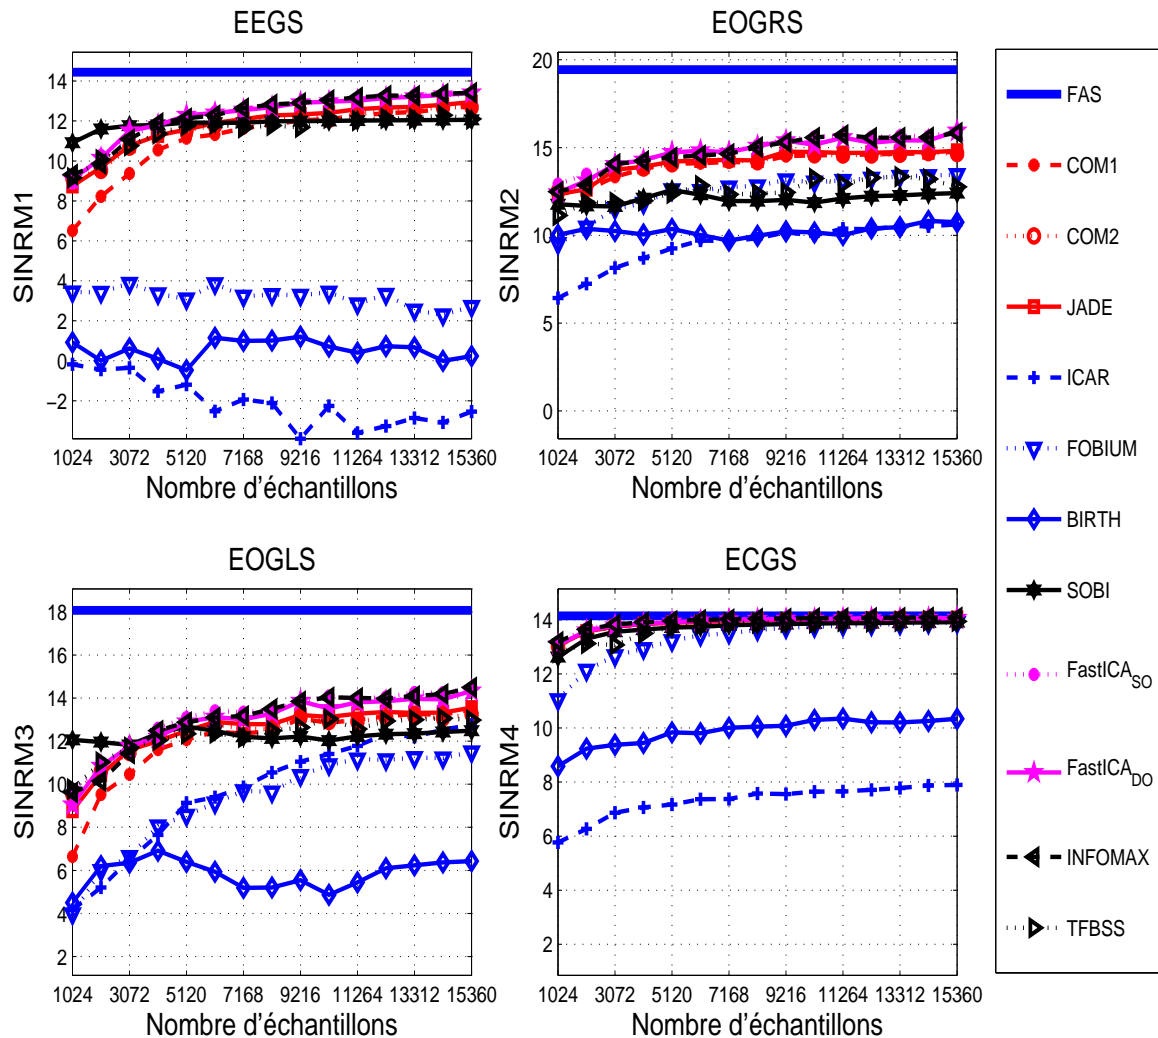 EEGS
14
12
10
8
6
4
2
0
−2
SINRM1
1024 3072 5120 7168 9216 11264 13312 15360
Nombre d'échantillons
EOGRS
20
15
10
5
0
SINRM2
1024 3072 5120 7168 9216 11264 13312 15360
Nombre d'échantillons
EOGLS
18
16
14
12
10
8
6
4
2
SINRM3
1024 3072 5120 7168 9216 11264 13312 15360
Nombre d'échantillons
ECGS
14
12
10
8
6
4
2
SINRM4
1024 3072 5120 7168 9216 11264 13312 15360
Nombre d'échantillons
FAS
COM1
COM2
JADE
ICAR
FOBIUM
BIRTH
SOBI
FastICA_SO
FastICA_DO
INFOMAX
TFBSS